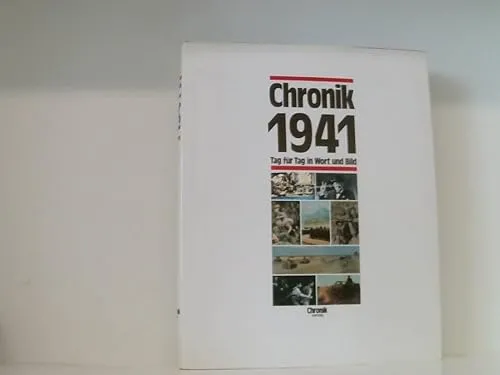 Chronik
1941
Tag für Tag in Wort und Bild
Chronik